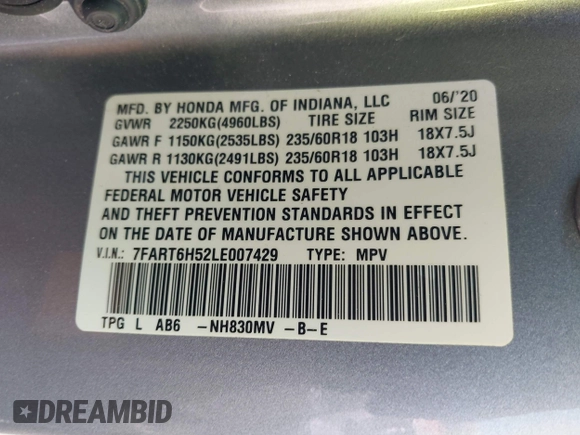 MFD. BY HONDA MFG. OF INDIANA, LLC 06/'20
GVWR 2250KG(4960LBS) TIRE SIZE RIM SIZE
GAWR F 1150KG(2535LBS) 235/60R18 103H 18X7.5J
GAWR R 1130KG(2491LBS) 235/60R18 103H 18X7.5J
THIS VEHICLE CONFORMS TO ALL APPLICABLE
FEDERAL MOTOR VEHICLE SAFETY
AND THEFT PREVENTION STANDARDS IN EFFECT
ON THE DATE OF MANUFACTURE SHOWN ABOVE.
V.I.N.: 7FART6H52LE007429 TYPE: MPV
TPG L AB6 -NH830MV -B-E
DREAMBID